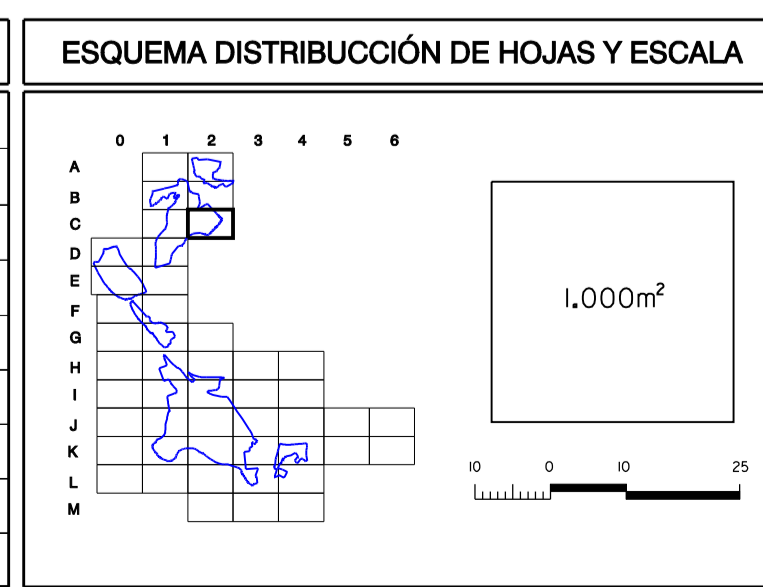 ESQUEMA DISTRIBUCCIÓN DE HOJAS Y ESCALA
0 1 2 3 4 5 6
A
B
C
D
E
F
G
H
I
J
K
L
M
1.000m²
10 0 10 25